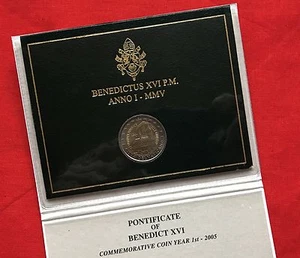 BENEDICTUS XVI P.M.
ANNO I - MMV
PONTIFICATE
OF
BENEDICT XVI
COMMEMORATIVE COIN YEAR 1st - 2005